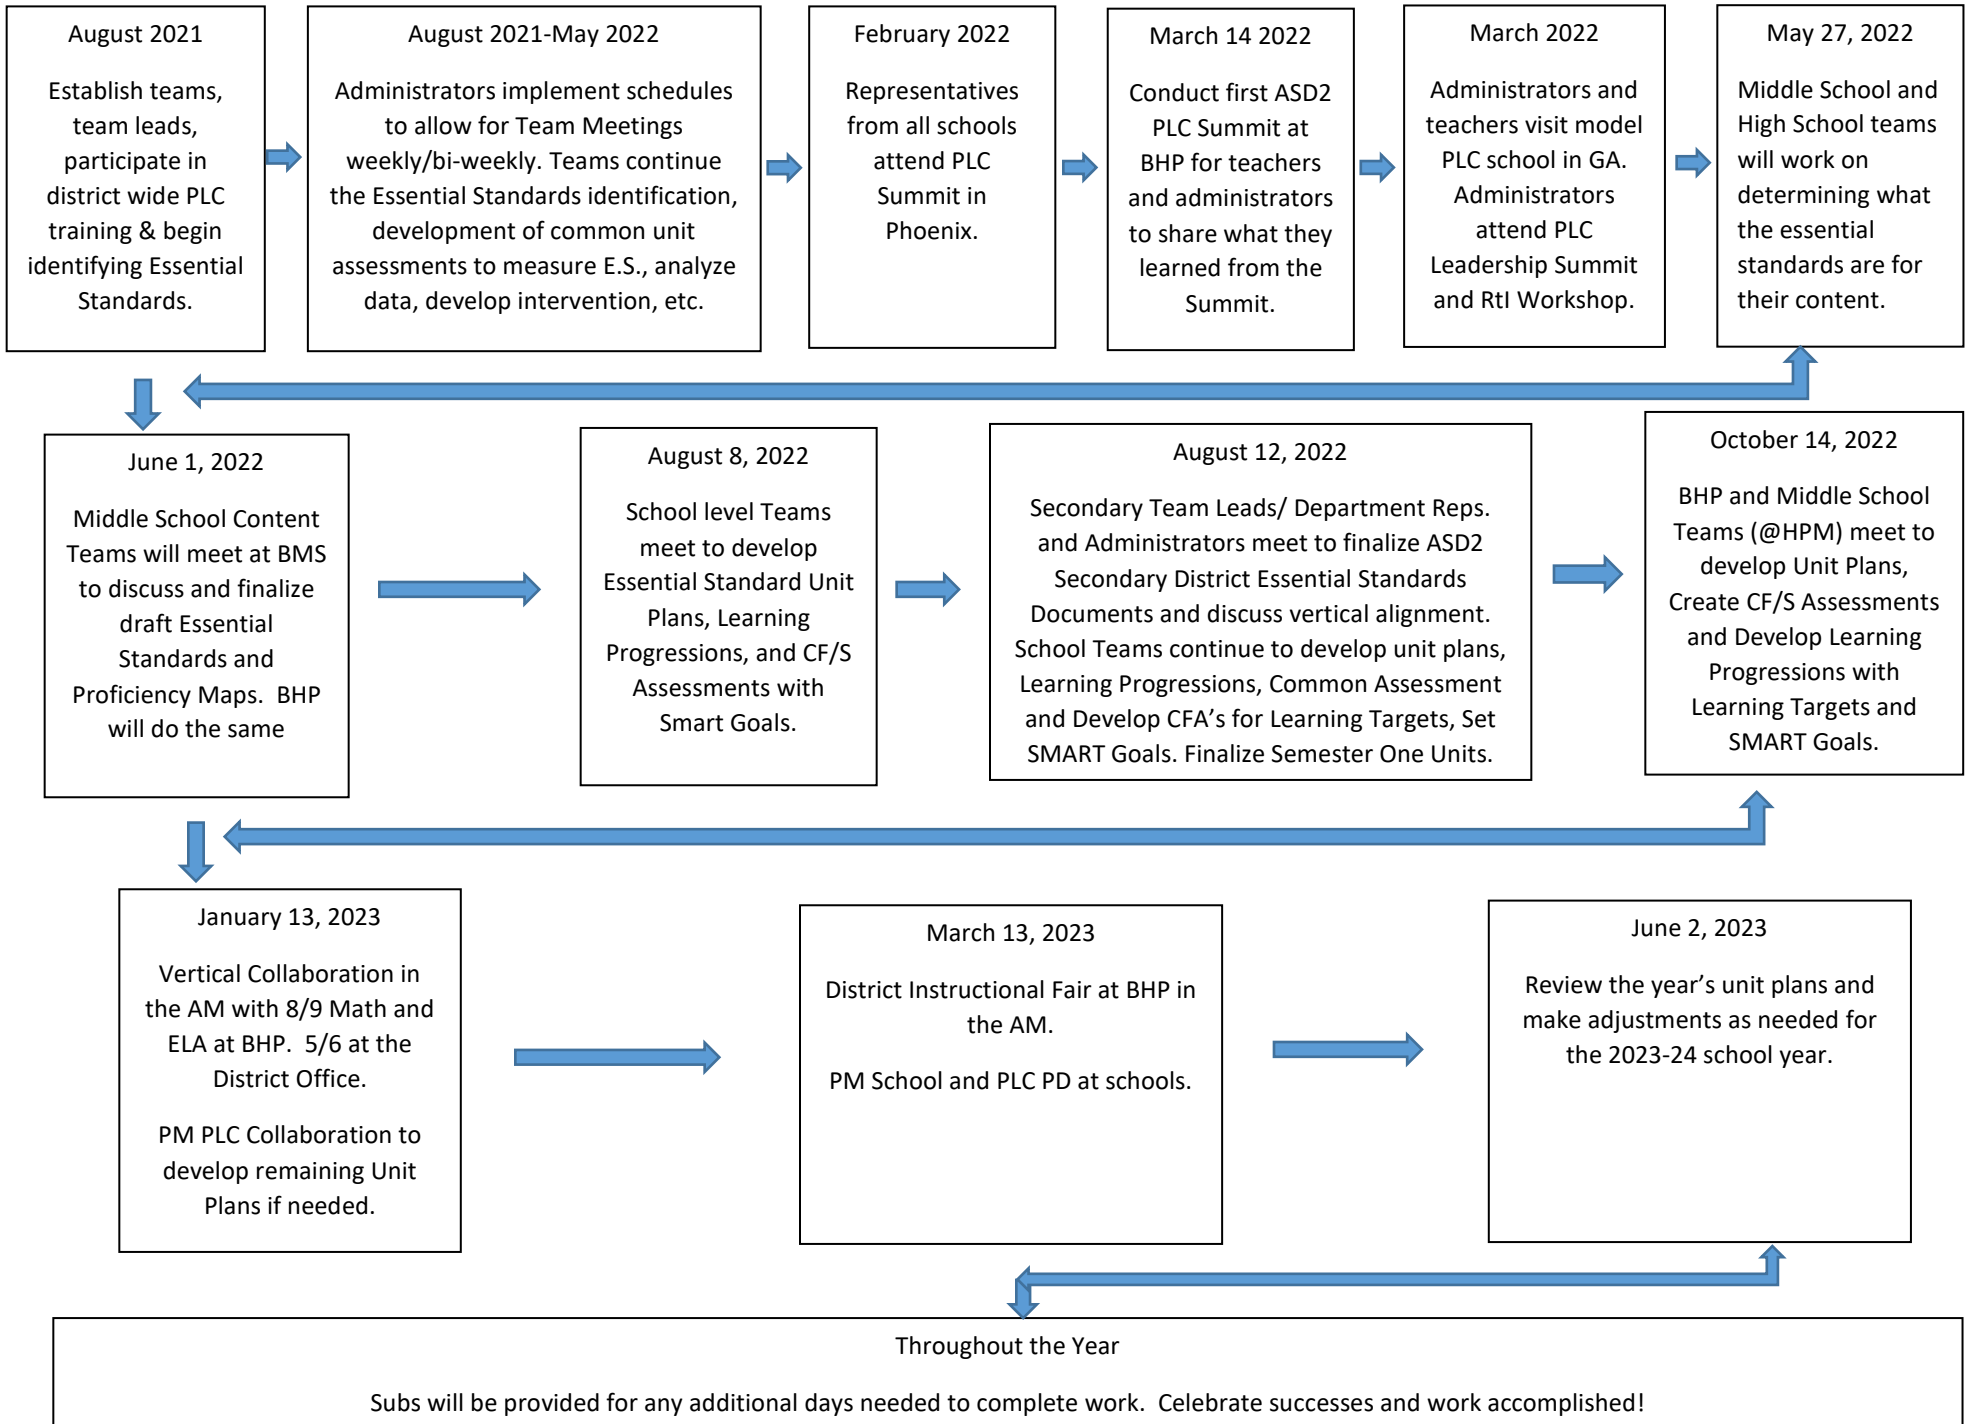 August 2021
Establish teams,
team leads,
participate in
district wide PLC
training & begin
identifying Essential
Standards.
August 2021-May 2022
Administrators implement schedules
to allow for Team Meetings
weekly/bi-weekly. Teams continue
the Essential Standards identification,
development of common unit
assessments to measure E.S., analyze
data, develop intervention, etc.
February 2022
Representatives
from all schools
attend PLC
Summit in
Phoenix.
March 14 2022
Conduct first ASD2
PLC Summit at
BHP for teachers
and administrators
to share what they
learned from the
Summit.
March 2022
Administrators and
teachers visit model
PLC school in GA.
Administrators
attend PLC
Leadership Summit
and RtI Workshop.
May 27, 2022
Middle School and
High School teams
will work on
determining what
the essential
standards are for
their content.
June 1, 2022
Middle School Content
Teams will meet at BMS
to discuss and finalize
draft Essential
Standards and
Proficiency Maps.  BHP
will do the same
August 8, 2022
School level Teams
meet to develop
Essential Standard Unit
Plans, Learning
Progressions, and CF/S
Assessments with
Smart Goals.
August 12, 2022
Secondary Team Leads/ Department Reps.
and Administrators meet to finalize ASD2
Secondary District Essential Standards
Documents and discuss vertical alignment.
School Teams continue to develop unit plans,
Learning Progressions, Common Assessment
and Develop CFA's for Learning Targets, Set
SMART Goals. Finalize Semester One Units.
October 14, 2022
BHP and Middle School
Teams (@HPM) meet to
develop Unit Plans,
Create CF/S Assessments
and Develop Learning
Progressions with
Learning Targets and
SMART Goals.
January 13, 2023
Vertical Collaboration in
the AM with 8/9 Math and
ELA at BHP.  5/6 at the
District Office.
PM PLC Collaboration to
develop remaining Unit
Plans if needed.
March 13, 2023
District Instructional Fair at BHP in
the AM.
PM School and PLC PD at schools.
June 2, 2023
Review the year's unit plans and
make adjustments as needed for
the 2023-24 school year.
Throughout the Year
Subs will be provided for any additional days needed to complete work.  Celebrate successes and work accomplished!